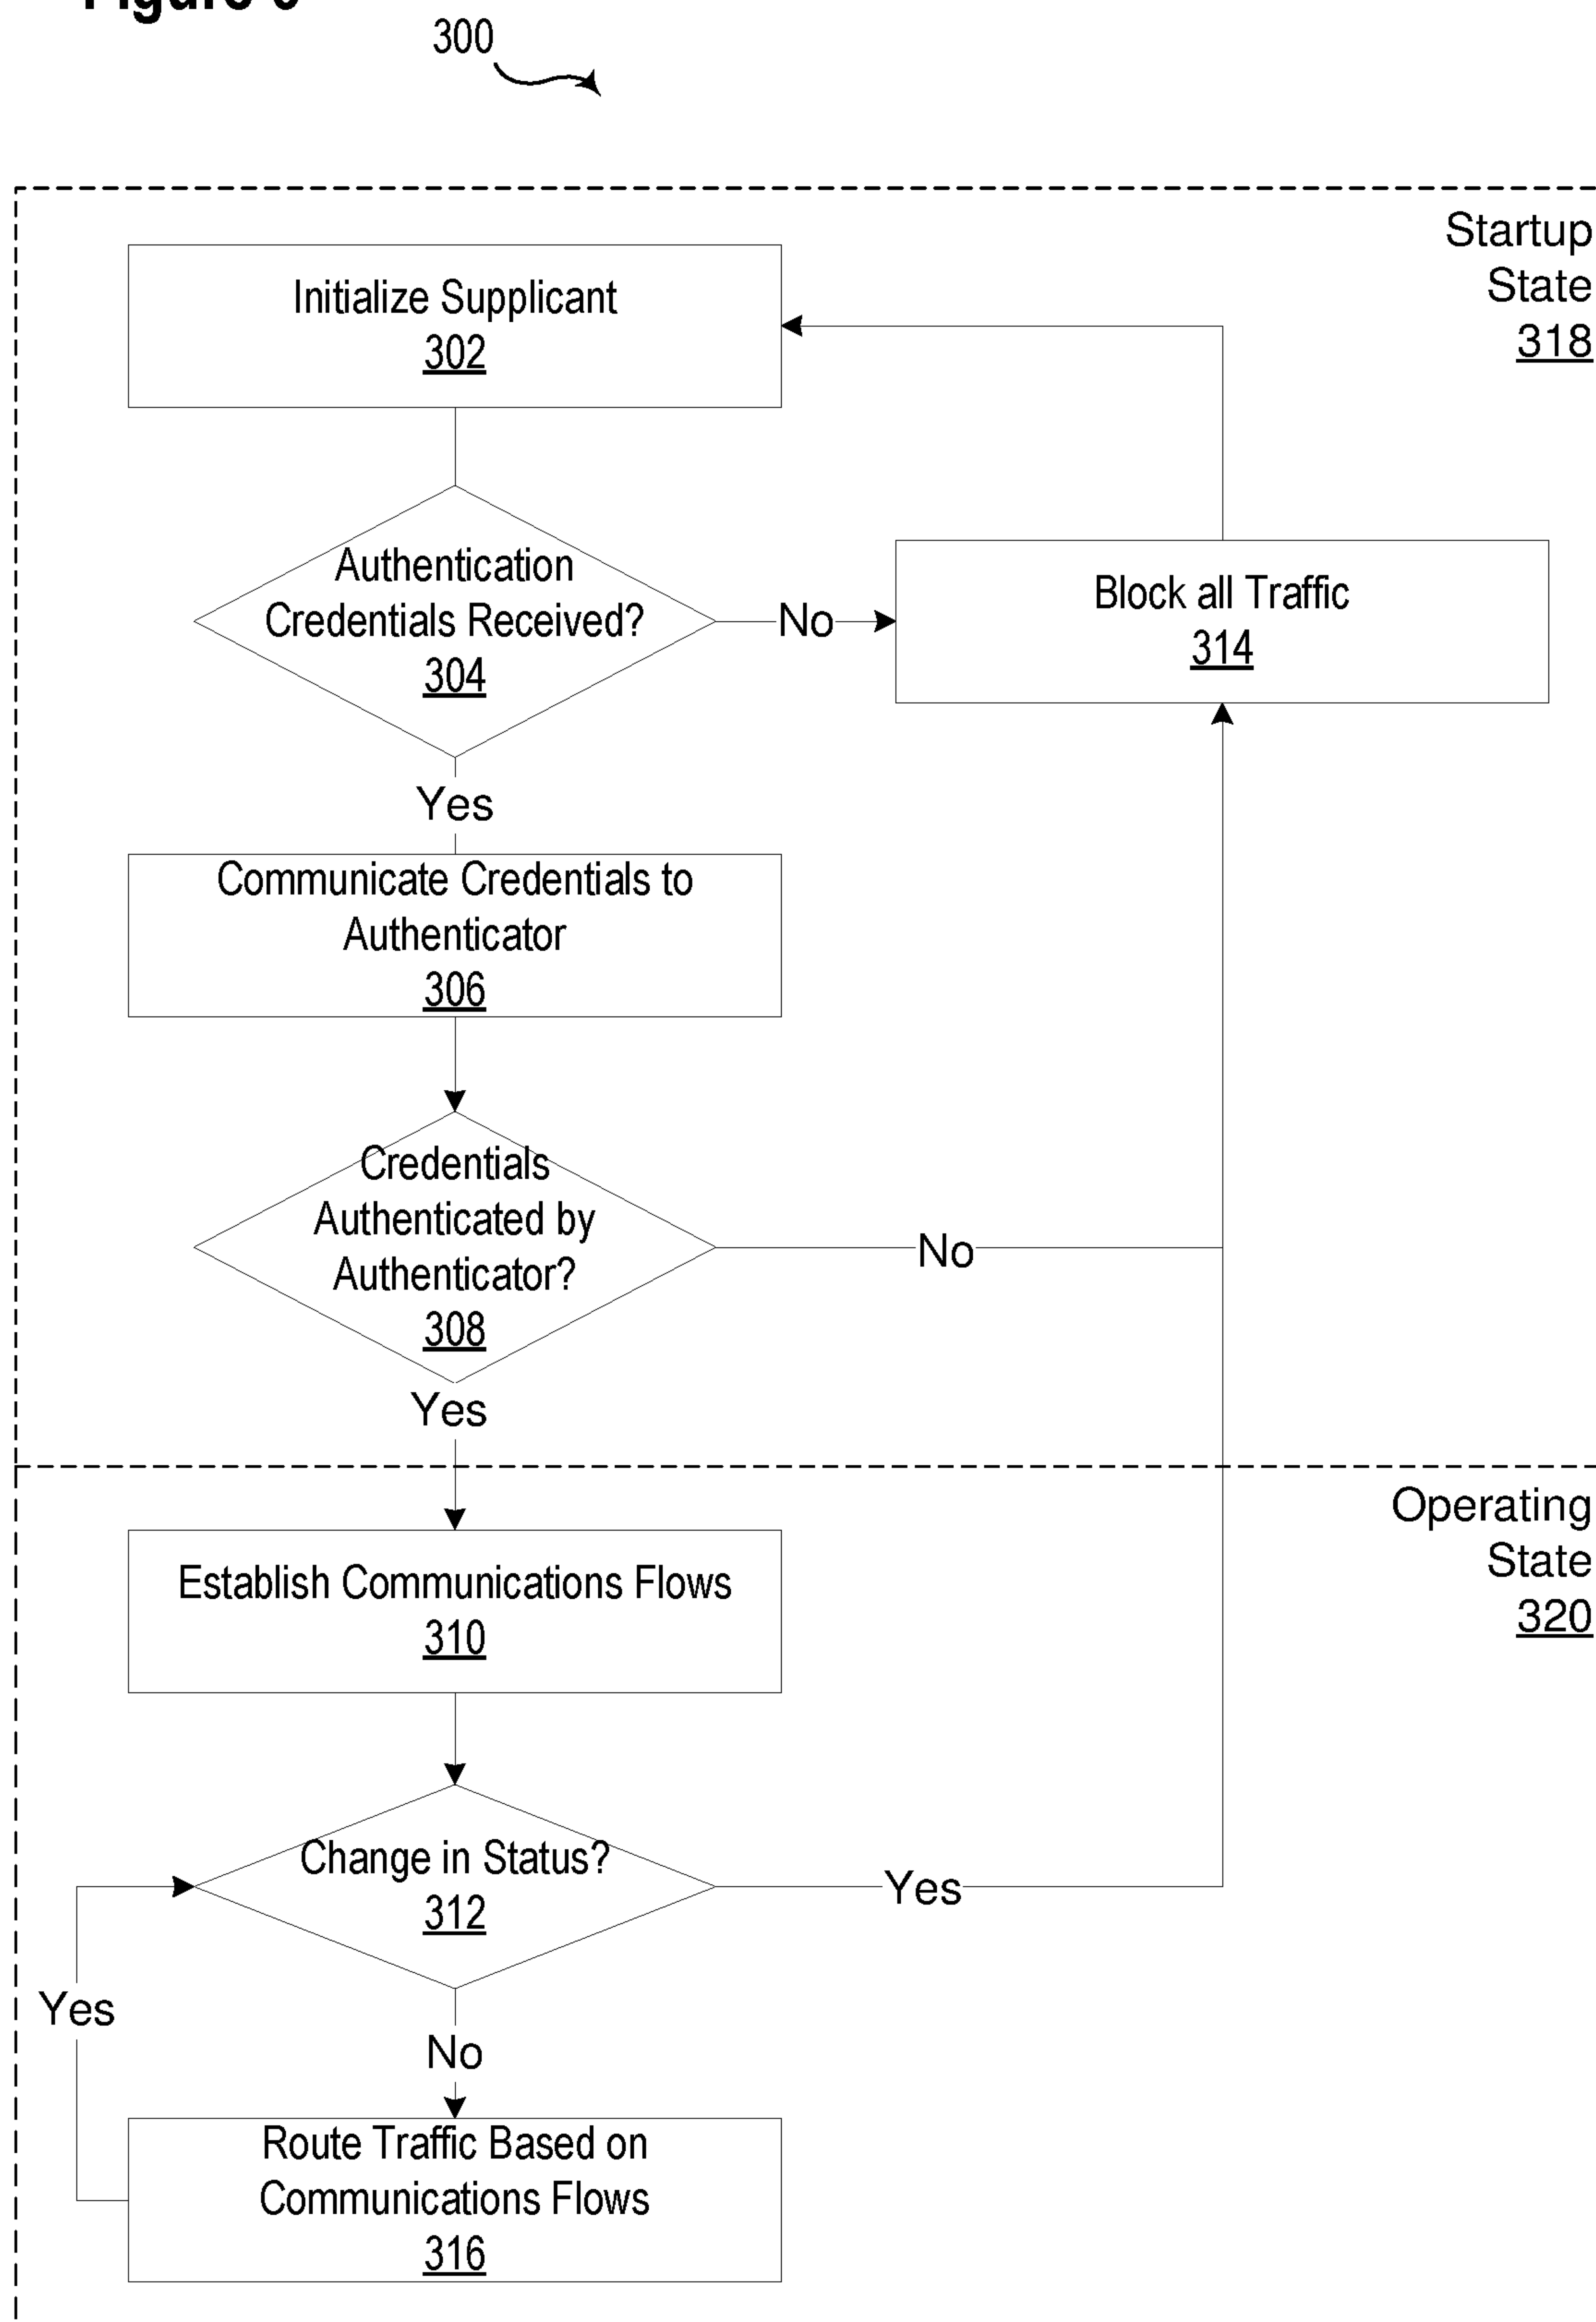 300
Startup
State
318
Initialize Supplicant
302
Authentication
Credentials Received?
304
No
Block all Traffic
314
Yes
Communicate Credentials to
Authenticator
306
Credentials
Authenticated by
Authenticator?
308
No
Yes
Operating
State
320
Establish Communications Flows
310
Change in Status?
312
Yes
Yes
No
Route Traffic Based on
Communications Flows
316